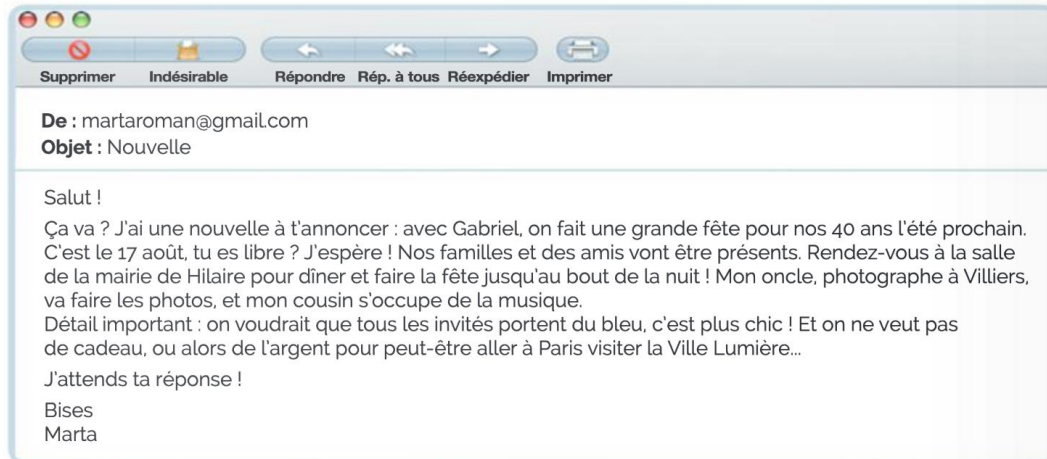 Supprimer Indésirable Répondre Rép. à tous Réexpédier Imprimer
De : martaroman@gmail.com
Objet : Nouvelle
Salut !
Ça va ? J'ai une nouvelle à t'annoncer : avec Gabriel, on fait une grande fête pour nos 40 ans l'été prochain.
C'est le 17 août, tu es libre ? J'espère ! Nos familles et des amis vont être présents. Rendez-vous à la salle
de la mairie de Hilaire pour dîner et faire la fête jusqu'au bout de la nuit ! Mon oncle, photographe à Villiers,
va faire les photos, et mon cousin s'occupe de la musique.
Détail important : on voudrait que tous les invités portent du bleu, c'est plus chic ! Et on ne veut pas
de cadeau, ou alors de l'argent pour peut-être aller à Paris visiter la Ville Lumière...
J'attends ta réponse !
Bises
Marta